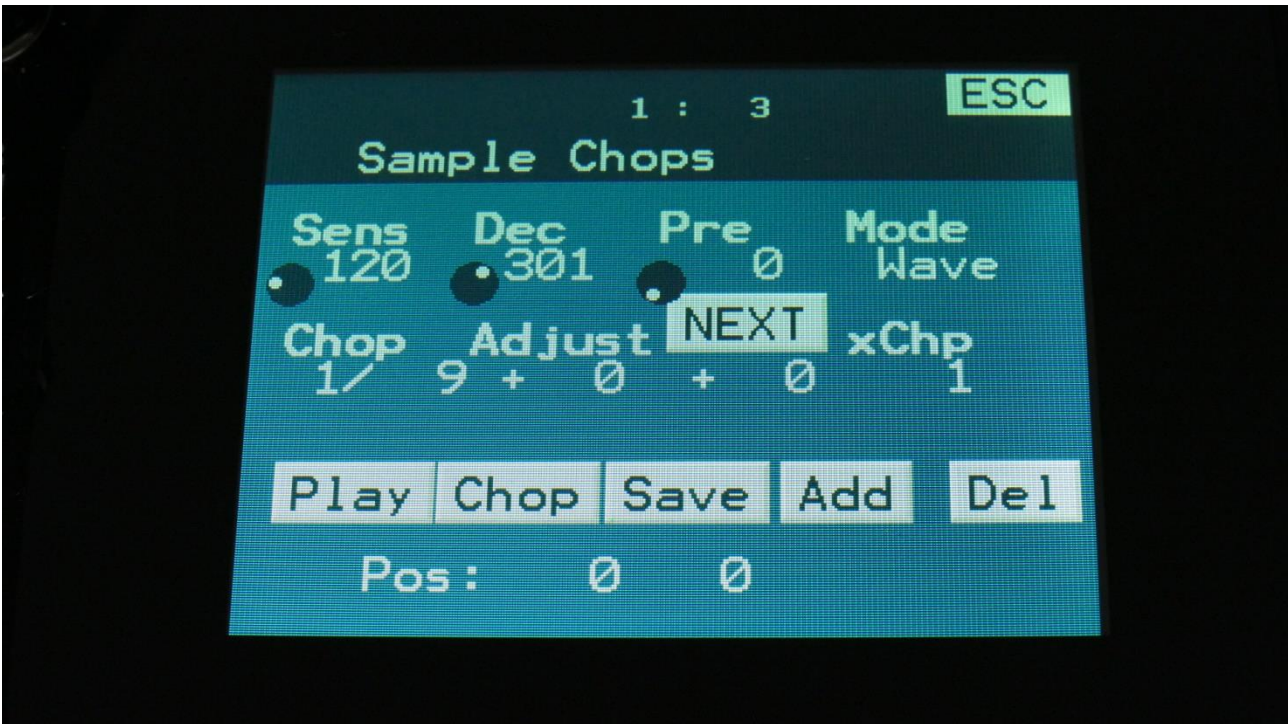 ESC
1 : 3
Sample Chops
Sens Dec Pre Mode
120 301 0 Wave
Chop Adjust NEXT xChp
1/ 9 + 0 + 0 1
Play Chop Save Add Del
Pos: 0 0